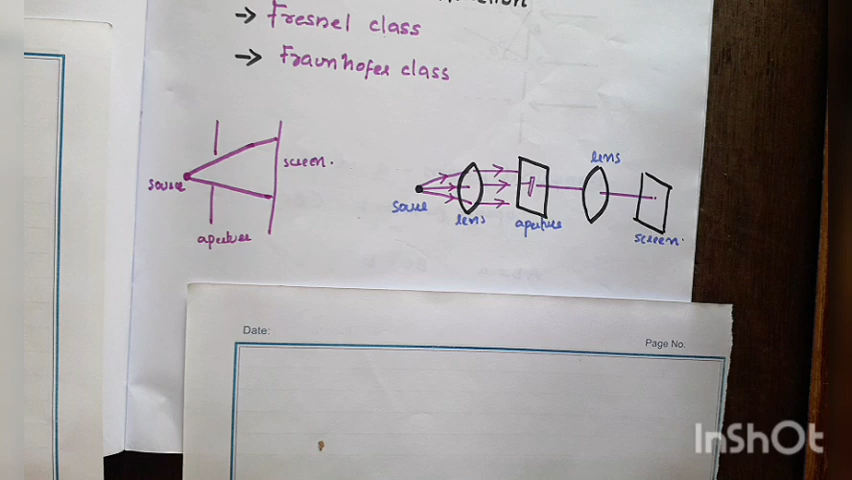 → Fresnel class
→ Fraunhofer class
screen.
source
aperture
lens
source
lens
aperture
screen.
Date:
Page No.
InShOt